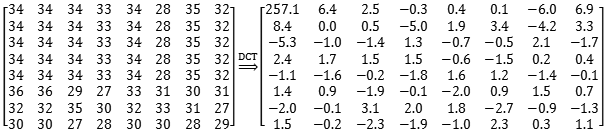 34 34 34 33 34 28 35 32 257.1 6.4 2.5 −0.3 0.4 0.1 −6.0 6.9
34 34 34 33 34 28 35 32 8.4 0.0 0.5 −5.0 1.9 3.4 −4.2 3.3
34 34 34 33 34 28 35 32 −5.3 −1.0 −1.4 1.3 −0.7 −0.5 2.1 −1.7
34 34 34 33 34 28 35 32 DCT ⟹ 2.4 1.7 1.5 1.5 −0.6 −1.5 0.2 0.4
34 34 34 33 34 28 35 32 −1.1 −1.6 −0.2 −1.8 1.6 1.2 −1.4 −0.1
36 36 29 27 33 31 30 31 1.4 0.9 −1.9 −0.1 −2.0 0.9 1.5 0.7
32 32 35 30 32 33 31 27 −2.0 −0.1 3.1 2.0 1.8 −2.7 −0.9 −1.3
30 30 27 28 30 30 28 29 1.5 −0.2 −2.3 −1.9 −1.0 2.3 0.3 1.1